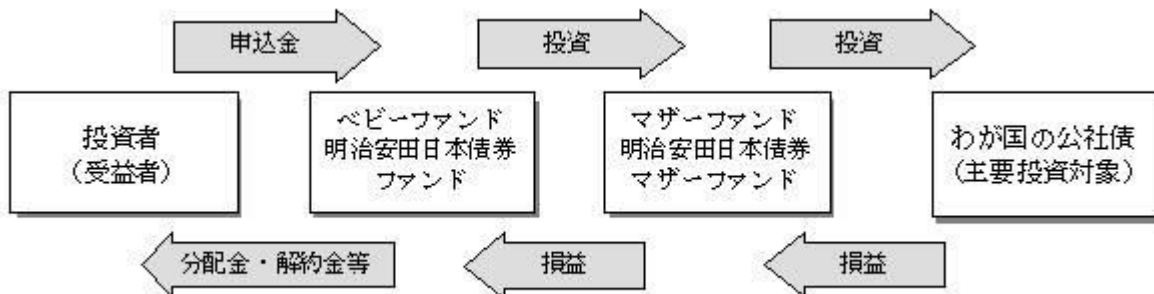 申込金
投資
投資
投資者
（受益者）
ベビーファンド
明治安田日本債券
ファンド
マザーファンド
明治安田日本債券
マザーファンド
わが国の公社債
（主要投資対象）
分配金・解約金等
損益
損益